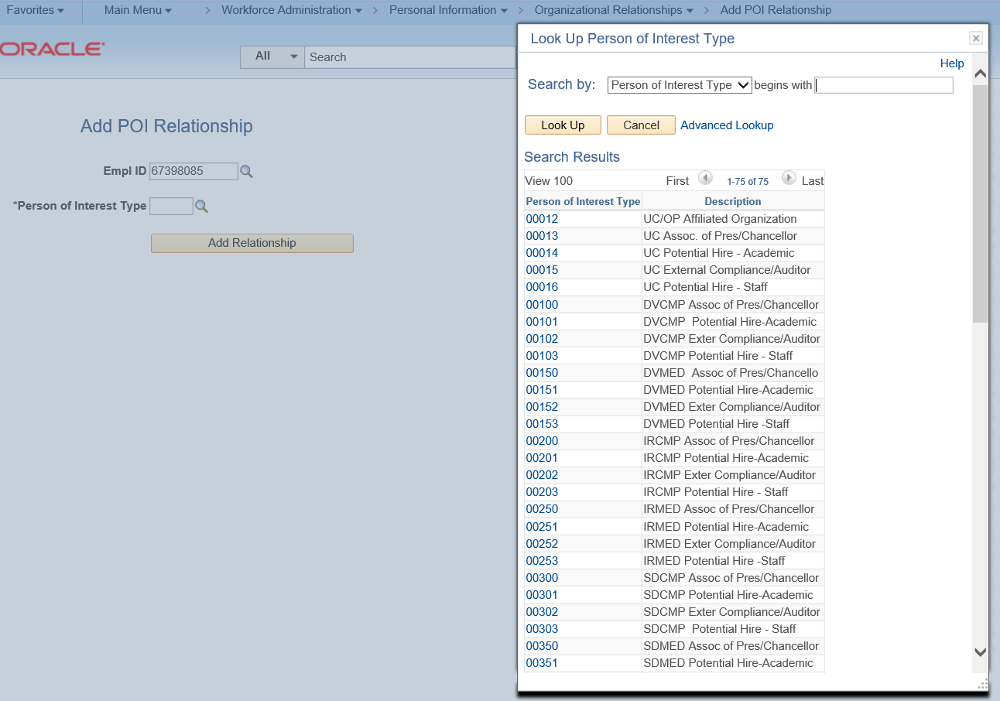 Favorites Main Menu > Workforce Administration > Personal Information > Organizational Relationships > Add POI Relationship
ORACLE
All Search
Add POI Relationship
Empl ID 67398085
*Person of Interest Type
Add Relationship
Look Up Person of Interest Type
Help
Search by: Person of Interest Type begins with
Look Up Cancel Advanced Lookup
Search Results
View 100 First 1-75 of 75 Last
Person of Interest Type Description
00012 UC/OP Affiliated Organization
00013 UC Assoc. of Pres/Chancellor
00014 UC Potential Hire - Academic
00015 UC External Compliance/Auditor
00016 UC Potential Hire - Staff
00100 DVCMP Assoc of Pres/Chancellor
00101 DVCMP  Potential Hire-Academic
00102 DVCMP Exter Compliance/Auditor
00103 DVCMP Potential Hire - Staff
00150 DVMED  Assoc of Pres/Chancello
00151 DVMED Potential Hire-Academic
00152 DVMED Exter Compliance/Auditor
00153 DVMED Potential Hire -Staff
00200 IRCMP Assoc of Pres/Chancellor
00201 IRCMP Potential Hire-Academic
00202 IRCMP Exter Compliance/Auditor
00203 IRCMP Potential Hire - Staff
00250 IRMED Assoc of Pres/Chancellor
00251 IRMED Potential Hire-Academic
00252 IRMED Exter Compliance/Auditor
00253 IRMED Potential Hire -Staff
00300 SDCMP Assoc of Pres/Chancellor
00301 SDCMP Potential Hire-Academic
00302 SDCMP Exter Compliance/Auditor
00303 SDCMP  Potential Hire - Staff
00350 SDMED Assoc of Pres/Chancellor
00351 SDMED Potential Hire-Academic